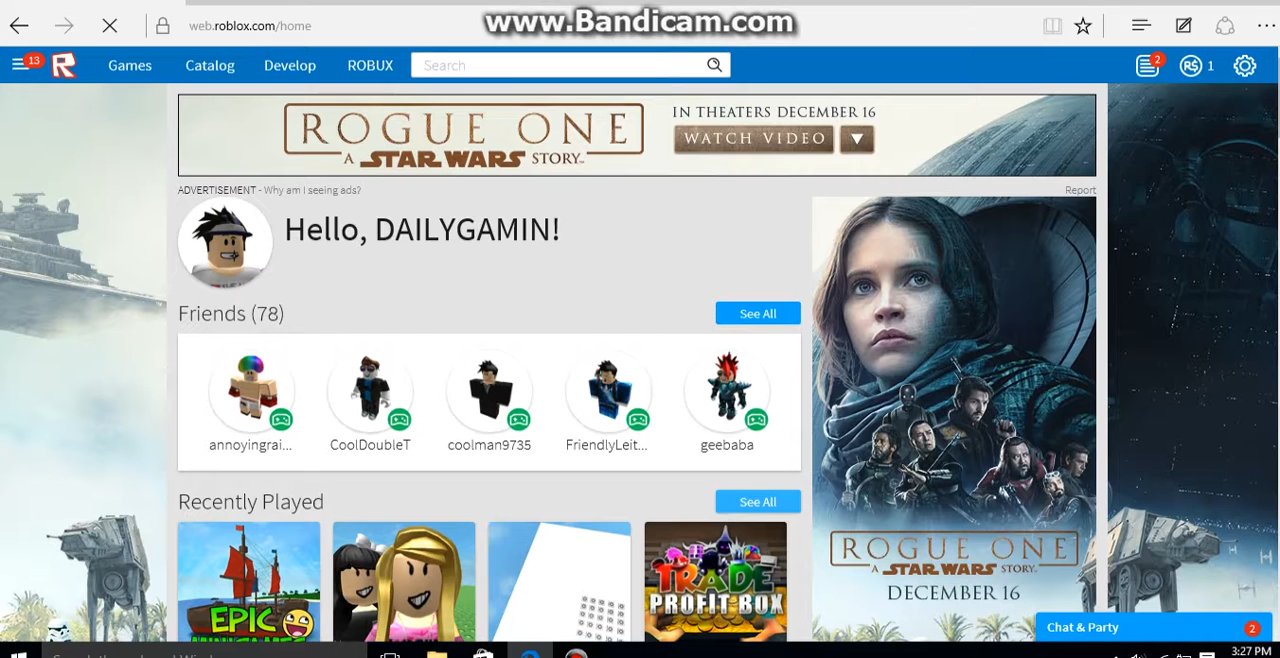 www.Bandicam.com
web.roblox.com/home
13
Games
Catalog
Develop
ROBUX
Search
2
R$ 1
ROGUE ONE
A STAR WARS STORY
IN THEATERS DECEMBER 16
WATCH VIDEO
ADVERTISEMENT - Why am I seeing ads?
Report
Hello, DAILYGAMIN!
Friends (78)
See All
annoyingrai...
CoolDoubleT
coolman9735
FriendlyLeit...
geebaba
Recently Played
See All
EPIC
TRADE
PROFIT BOX
ROGUE ONE
A STAR WARS STORY
DECEMBER 16
Chat & Party
2
3:27 PM